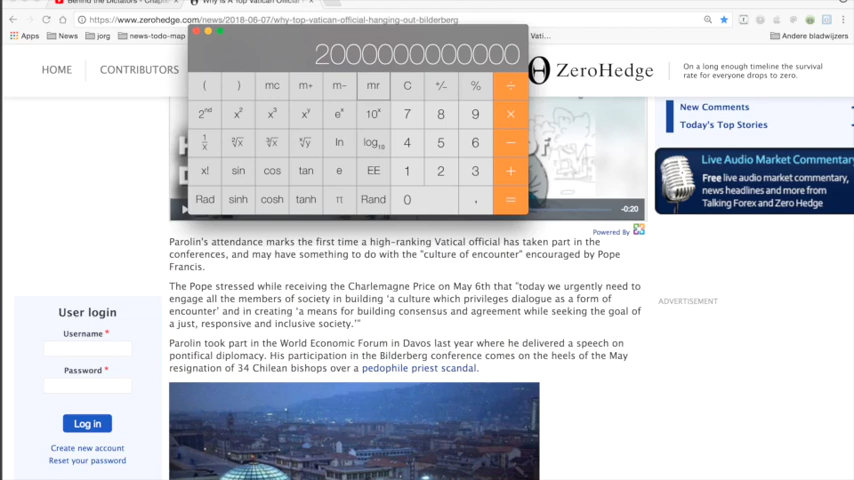 https://www.zerohedge.com/news/2018-06-07/why-top-vatican-official-hanging-out-bilderberg
Apps News jorg news-todo-map Vati... Andere bladwijzers
2000000000000
HOME CONTRIBUTORS
ZeroHedge
On a long enough timeline the survival
rate for everyone drops to zero.
( ) mc m+ m− mr C ⁺/₋ % ÷
2ⁿᵈ x² x³ xʸ eˣ 10ˣ 7 8 9 ×
1/x ²√x ³√x ʸ√y ln log₁₀ 4 5 6 −
x! sin cos tan e EE 1 2 3 +
Rad sinh cosh tanh π Rand 0 , =
New Comments
Today's Top Stories
Live Audio Market Commentary
Free live audio market commentary,
news headlines and more from
Talking Forex and Zero Hedge
-0:20
Powered By
Parolin's attendance marks the first time a high-ranking Vatical official has taken part in the
conferences, and may have something to do with the "culture of encounter" encouraged by Pope
Francis.
The Pope stressed while receiving the Charlemagne Price on May 6th that "today we urgently need to
engage all the members of society in building 'a culture which privileges dialogue as a form of
encounter' and in creating 'a means for building consensus and agreement while seeking the goal of
a just, responsive and inclusive society.'"
ADVERTISEMENT
User login
Username *
Password *
Log in
Create new account
Reset your password
Parolin took part in the World Economic Forum in Davos last year where he delivered a speech on
pontifical diplomacy. His participation in the Bilderberg conference comes on the heels of the May
resignation of 34 Chilean bishops over a pedophile priest scandal.